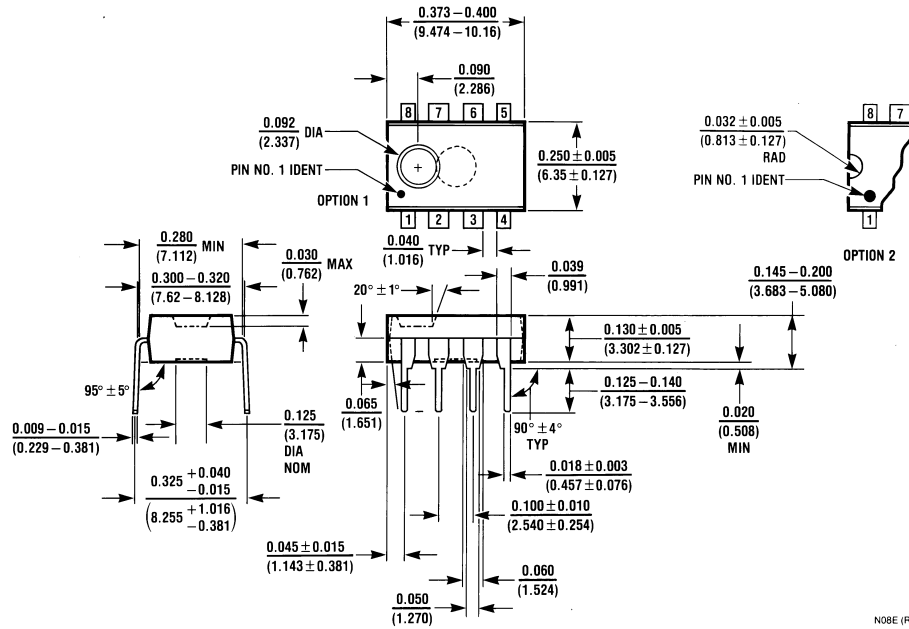 0.373 – 0.400
(9.474 – 10.16)
0.090
(2.286)
8 7 6 5
0.092
(2.337) DIA
PIN NO. 1 IDENT
OPTION 1
1 2 3 4
0.250 ± 0.005
(6.35 ± 0.127)
8 7
0.032 ± 0.005
(0.813 ± 0.127)
RAD
PIN NO. 1 IDENT
1
OPTION 2
0.280
(7.112) MIN
0.300 – 0.320
(7.62 – 8.128)
0.030
(0.762) MAX
0.040
(1.016) TYP
20° ± 1°
0.039
(0.991)
0.145 – 0.200
(3.683 – 5.080)
0.130 ± 0.005
(3.302 ± 0.127)
0.125 – 0.140
(3.175 – 3.556)
0.020
(0.508)
MIN
95° ± 5°
0.009 – 0.015
(0.229 – 0.381)
0.125
(3.175)
DIA
NOM
0.065
(1.651)
90° ± 4°
TYP
0.018 ± 0.003
(0.457 ± 0.076)
0.325 +0.040
-0.015
(8.255 +1.016
-0.381)
0.100 ± 0.010
(2.540 ± 0.254)
0.045 ± 0.015
(1.143 ± 0.381)
0.060
(1.524)
0.050
(1.270)
N08E (R